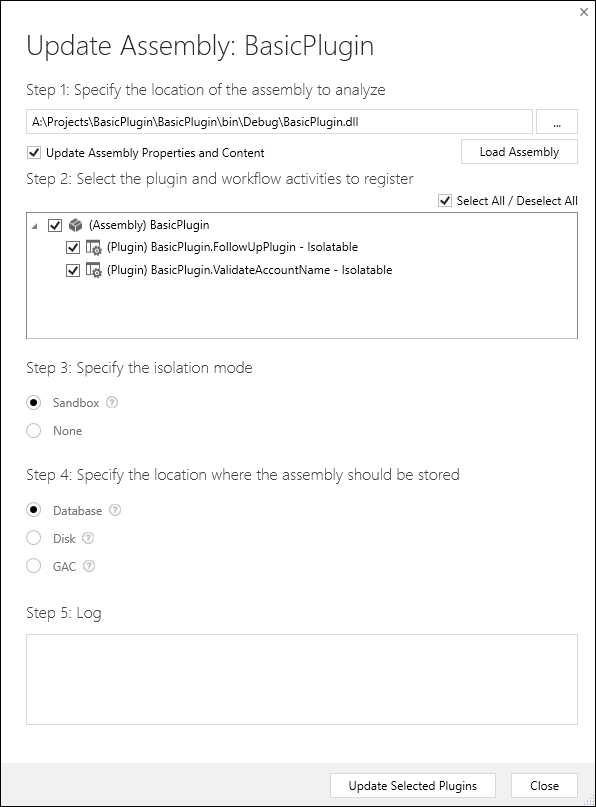 Update Assembly: BasicPlugin
Step 1: Specify the location of the assembly to analyze
A:\Projects\BasicPlugin\BasicPlugin\bin\Debug\BasicPlugin.dll
...
Update Assembly Properties and Content
Load Assembly
Step 2: Select the plugin and workflow activities to register
Select All / Deselect All
(Assembly) BasicPlugin
(Plugin) BasicPlugin.FollowUpPlugin - Isolatable
(Plugin) BasicPlugin.ValidateAccountName - Isolatable
Step 3: Specify the isolation mode
Sandbox ?
None
Step 4: Specify the location where the assembly should be stored
Database ?
Disk ?
GAC ?
Step 5: Log
Update Selected Plugins
Close